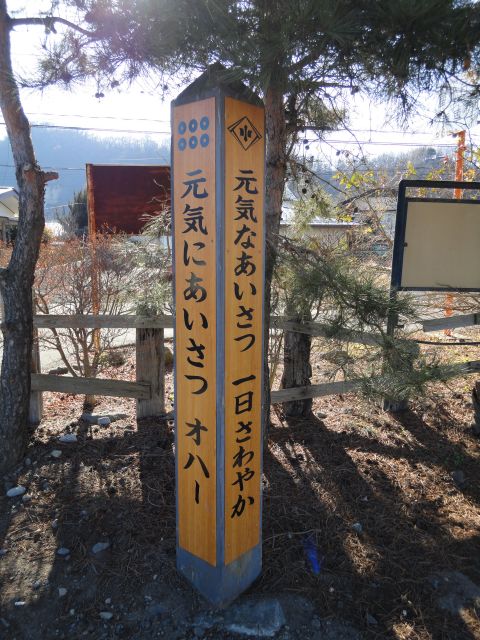 元気にあいさつ オハー
元気なあいさつ 一日さわやか